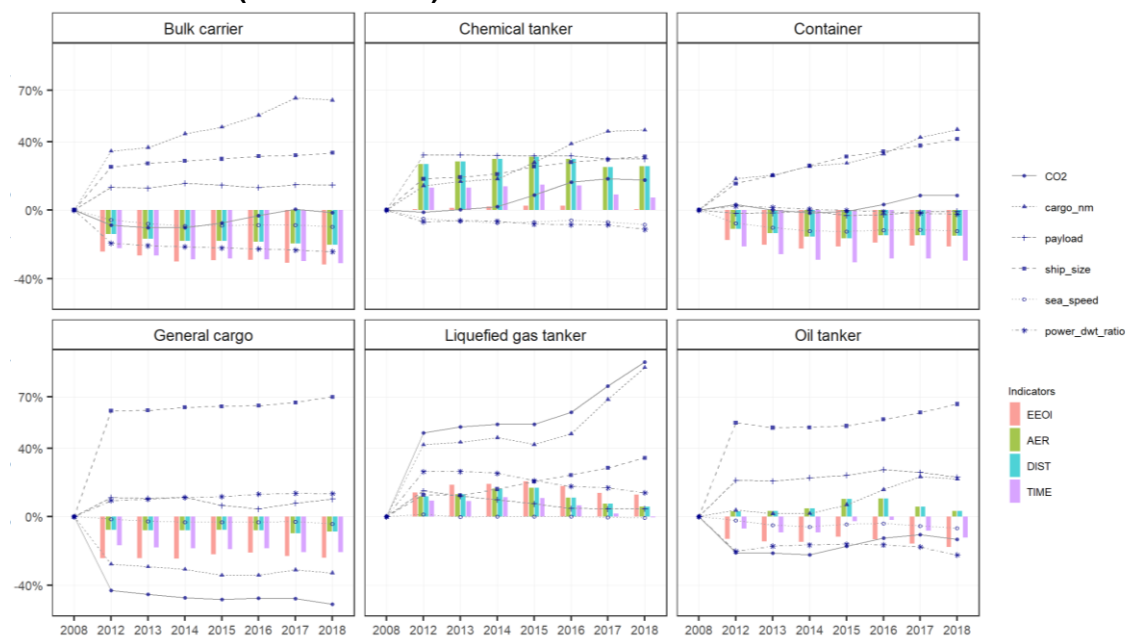 Bulk carrier
Chemical tanker
Container
70%
40%
0%
-40%
General cargo
Liquefied gas tanker
Oil tanker
70%
40%
0%
-40%
2008 2012 2013 2014 2015 2016 2017 2018
2008 2012 2013 2014 2015 2016 2017 2018
2008 2012 2013 2014 2015 2016 2017 2018
CO2
cargo_nm
payload
ship_size
sea_speed
power_dwt_ratio
Indicators
EEOI
AER
DIST
TIME